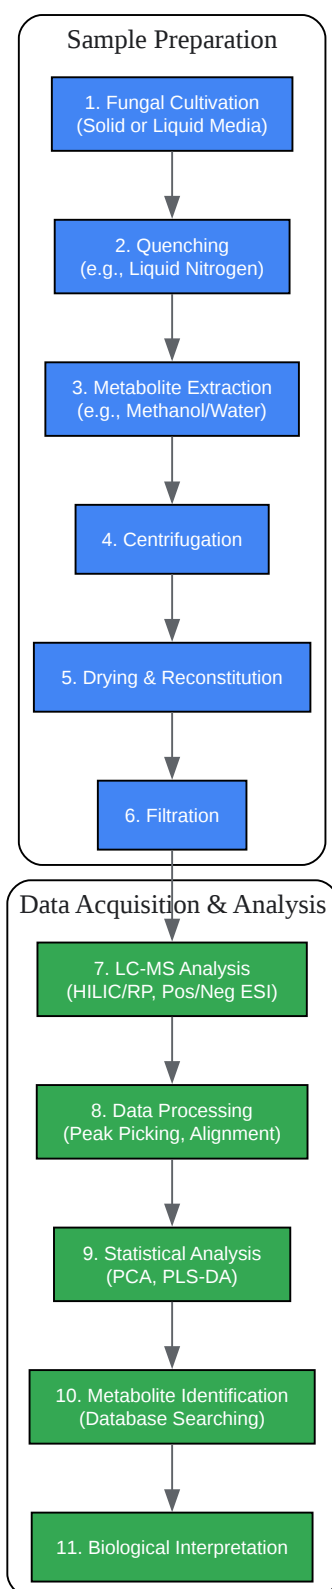 Sample Preparation
1. Fungal Cultivation
(Solid or Liquid Media)
2. Quenching
(e.g., Liquid Nitrogen)
3. Metabolite Extraction
(e.g., Methanol/Water)
4. Centrifugation
5. Drying & Reconstitution
6. Filtration
Data Acquisition & Analysis
7. LC-MS Analysis
(HILIC/RP, Pos/Neg ESI)
8. Data Processing
(Peak Picking, Alignment)
9. Statistical Analysis
(PCA, PLS-DA)
10. Metabolite Identification
(Database Searching)
11. Biological Interpretation